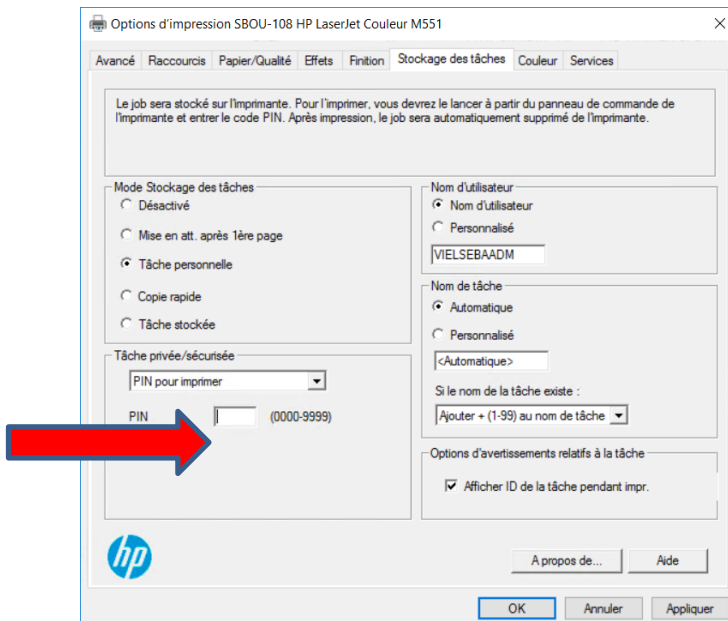 Options d'impression SBOU-108 HP LaserJet Couleur M551
Avancé Raccourcis Papier/Qualité Effets Finition Stockage des tâches Couleur Services
Le job sera stocké sur l'imprimante. Pour l'imprimer, vous devrez le lancer à partir du panneau de commande de
l'imprimante et entrer le code PIN. Après impression, le job sera automatiquement supprimé de l'imprimante.
Mode Stockage des tâches
Désactivé
Mise en att. après 1ère page
Tâche personnelle
Copie rapide
Tâche stockée
Nom d'utilisateur
Nom d'utilisateur
Personnalisé
VIELSEBAADM
Nom de tâche
Automatique
Personnalisé
<Automatique>
Si le nom de la tâche existe :
Ajouter + (1-99) au nom de tâche
Tâche privée/sécurisée
PIN pour imprimer
PIN (0000-9999)
Options d'avertissements relatifs à la tâche
Afficher ID de la tâche pendant impr.
hp
A propos de... Aide
OK Annuler Appliquer